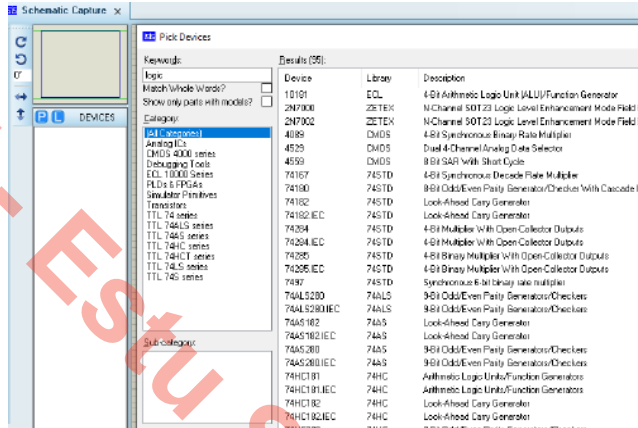 Schematic Capture x
Pick Devices
Keywords:
logic
Match Whole Words?
Show only parts with models?
Category:
(All Categories)
Analog ICs
CMOS 4000 series
Debugging Tools
ECL 10000 Series
PLDs & FPGAs
Simulator Primitives
Transistors
TTL 74 series
TTL 74ALS series
TTL 74AS series
TTL 74HC series
TTL 74HCT series
TTL 74LS series
TTL 74S series
Sub-category:
0°
P L DEVICES
Results (95):
Device Library Description
10181 ECL 4-Bit Arithmetic Logic Unit (ALU)/Function Generator
2N7000 ZETEX N-Channel SOT23 Logic Level Enhancement Mode Field
2N7002 ZETEX N-Channel SOT23 Logic Level Enhancement Mode Field
4089 CMOS 4-Bit Synchronous Binary Rate Multiplier
4529 CMOS Dual 4-Channel Analog Data Selector
4559 CMOS 8-Bit SAR With Short Cycle
74167 74STD 4-Bit Synchronous Decade Rate Multiplier
74180 74STD 8-Bit Odd/Even Parity Generator/Checker With Cascade
74182 74STD Look-Ahead Carry Generator
74182.IEC 74STD Look-Ahead Carry Generator
74284 74STD 4-Bit Multiplier With Open-Collector Outputs
74284.IEC 74STD 4-Bit Multiplier With Open-Collector Outputs
74285 74STD 4-Bit Binary Multiplier With Open-Collector Outputs
74285.IEC 74STD 4-Bit Binary Multiplier With Open-Collector Outputs
7497 74STD Synchronous 6-bit binary rate multiplier
74ALS280 74ALS 9-Bit Odd/Even Parity Generators/Checkers
74ALS280.IEC 74ALS 9-Bit Odd/Even Parity Generators/Checkers
74AS182 74AS Look-Ahead Carry Generator
74AS182.IEC 74AS Look-Ahead Carry Generator
74AS280 74AS 9-Bit Odd/Even Parity Generators/Checkers
74AS280.IEC 74AS 9-Bit Odd/Even Parity Generators/Checkers
74HC181 74HC Arithmetic Logic Units/Function Generators
74HC181.IEC 74HC Arithmetic Logic Units/Function Generators
74HC182 74HC Look-Ahead Carry Generator
74HC182.IEC 74HC Look-Ahead Carry Generator
Estu